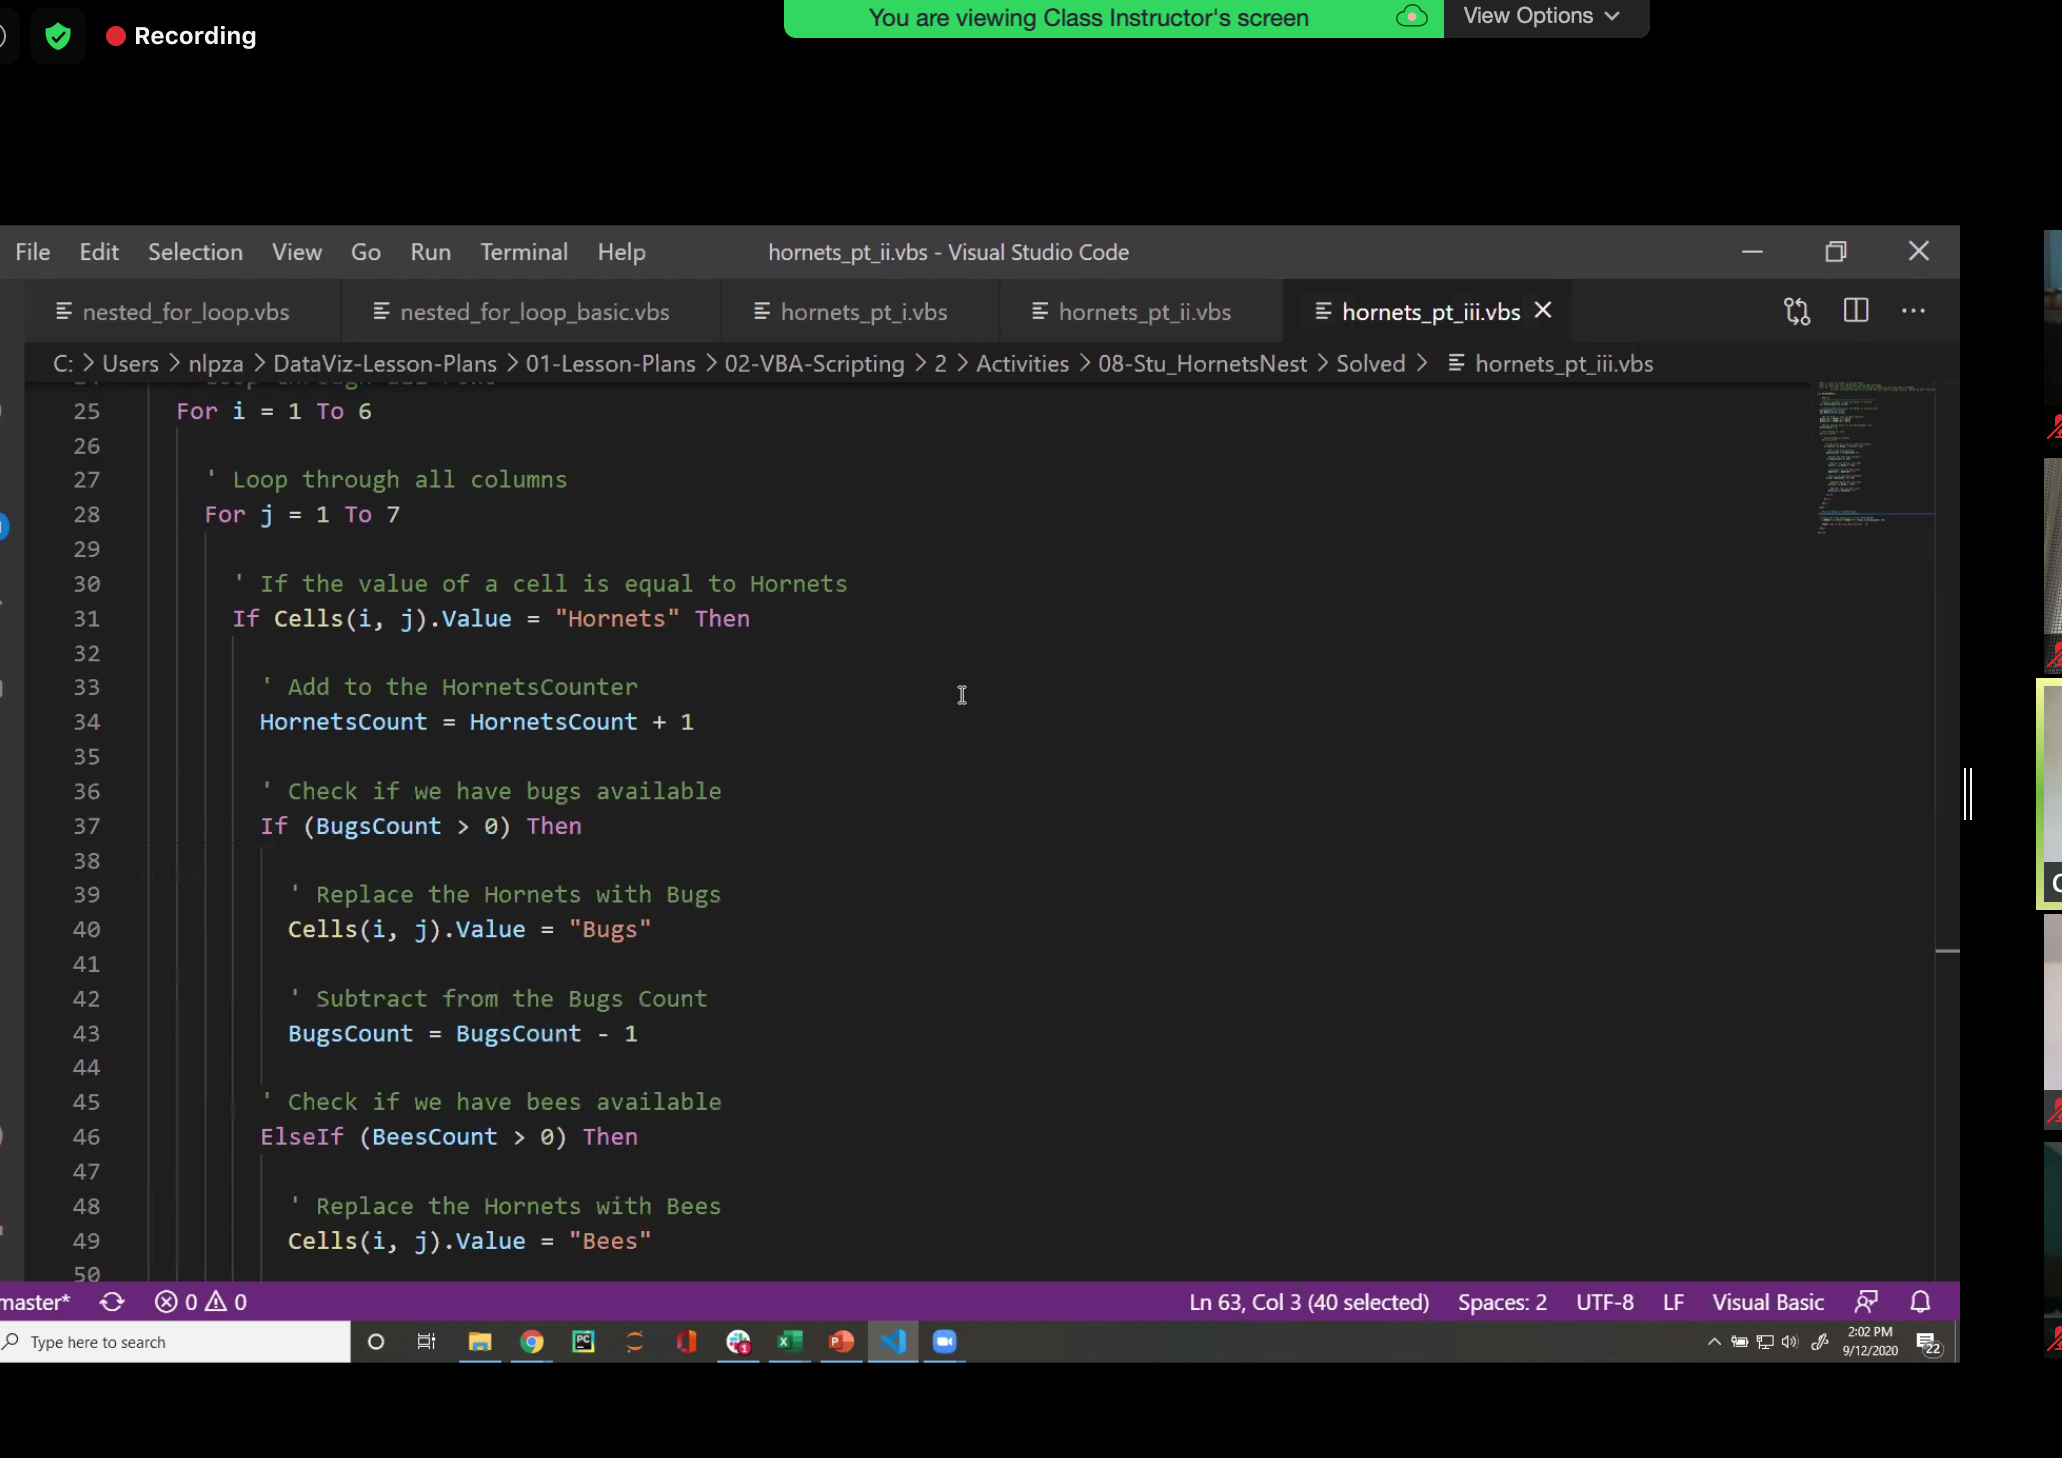 Recording
You are viewing Class Instructor's screen
View Options
File Edit Selection View Go Run Terminal Help
hornets_pt_ii.vbs - Visual Studio Code
nested_for_loop.vbs
nested_for_loop_basic.vbs
hornets_pt_i.vbs
hornets_pt_ii.vbs
hornets_pt_iii.vbs
C: > Users > nlpza > DataViz-Lesson-Plans > 01-Lesson-Plans > 02-VBA-Scripting > 2 > Activities > 08-Stu_HornetsNest > Solved > hornets_pt_iii.vbs
25 For i = 1 To 6
26
27 ' Loop through all columns
28 For j = 1 To 7
29
30 ' If the value of a cell is equal to Hornets
31 If Cells(i, j).Value = "Hornets" Then
32
33 ' Add to the HornetsCounter
34 HornetsCount = HornetsCount + 1
35
36 ' Check if we have bugs available
37 If (BugsCount > 0) Then
38
39 ' Replace the Hornets with Bugs
40 Cells(i, j).Value = "Bugs"
41
42 ' Subtract from the Bugs Count
43 BugsCount = BugsCount - 1
44
45 ' Check if we have bees available
46 ElseIf (BeesCount > 0) Then
47
48 ' Replace the Hornets with Bees
49 Cells(i, j).Value = "Bees"
50
master* 0 0
Ln 63, Col 3 (40 selected) Spaces: 2 UTF-8 LF Visual Basic
Type here to search
PC
1
2:02 PM
9/12/2020
22